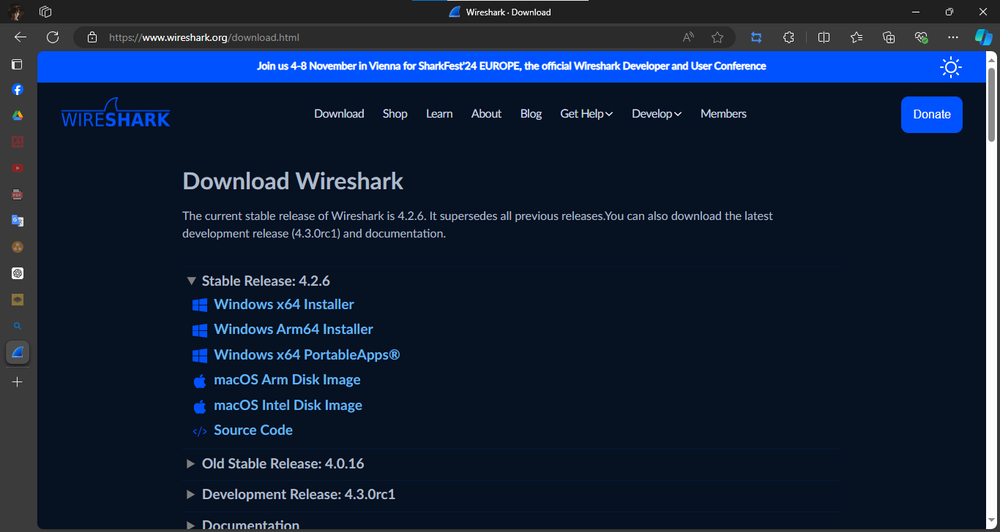 Wireshark · Download
https://www.wireshark.org/download.html
Join us 4-8 November in Vienna for SharkFest'24 EUROPE, the official Wireshark Developer and User Conference
WIRESHARK
Download Shop Learn About Blog Get Help Develop Members
Donate
Download Wireshark
The current stable release of Wireshark is 4.2.6. It supersedes all previous releases.You can also download the latest
development release (4.3.0rc1) and documentation.
Stable Release: 4.2.6
Windows x64 Installer
Windows Arm64 Installer
Windows x64 PortableApps®
macOS Arm Disk Image
macOS Intel Disk Image
</> Source Code
Old Stable Release: 4.0.16
Development Release: 4.3.0rc1
Documentation